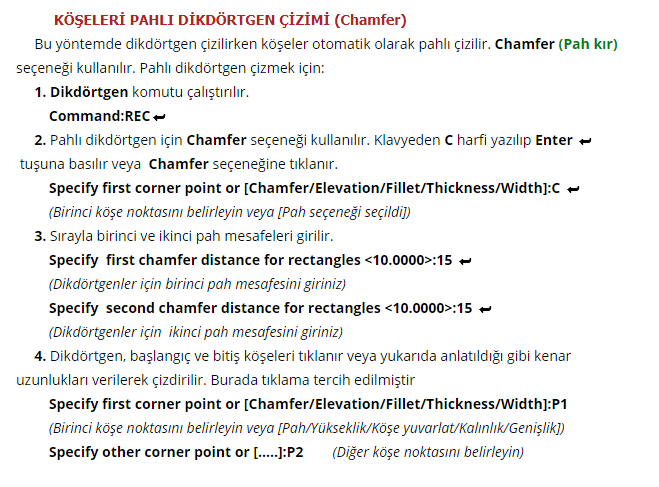 KÖŞELERİ PAHLI DİKDÖRTGEN ÇİZİMİ (Chamfer)
Bu yöntemde dikdörtgen çizilirken köşeler otomatik olarak pahlı çizilir. Chamfer (Pah kır)
seçeneği kullanılır. Pahlı dikdörtgen çizmek için:
1. Dikdörtgen komutu çalıştırılır.
Command:REC ↵
2. Pahlı dikdörtgen için Chamfer seçeneği kullanılır. Klavyeden C harfi yazılıp Enter ↵
tuşuna basılır veya Chamfer seçeneğine tıklanır.
Specify first corner point or [Chamfer/Elevation/Fillet/Thickness/Width]:C ↵
(Birinci köşe noktasını belirleyin veya [Pah seçeneği seçildi])
3. Sırayla birinci ve ikinci pah mesafeleri girilir.
Specify first chamfer distance for rectangles <10.0000>:15 ↵
(Dikdörtgenler için birinci pah mesafesini giriniz)
Specify second chamfer distance for rectangles <10.0000>:15 ↵
(Dikdörtgenler için ikinci pah mesafesini giriniz)
4. Dikdörtgen, başlangıç ve bitiş köşeleri tıklanır veya yukarıda anlatıldığı gibi kenar
uzunlukları verilerek çizdirilir. Burada tıklama tercih edilmiştir
Specify first corner point or [Chamfer/Elevation/Fillet/Thickness/Width]:P1
(Birinci köşe noktasını belirleyin veya [Pah/Yükseklik/Köşe yuvarlat/Kalınlık/Genişlik])
Specify other corner point or [.....]:P2 (Diğer köşe noktasını belirleyin)